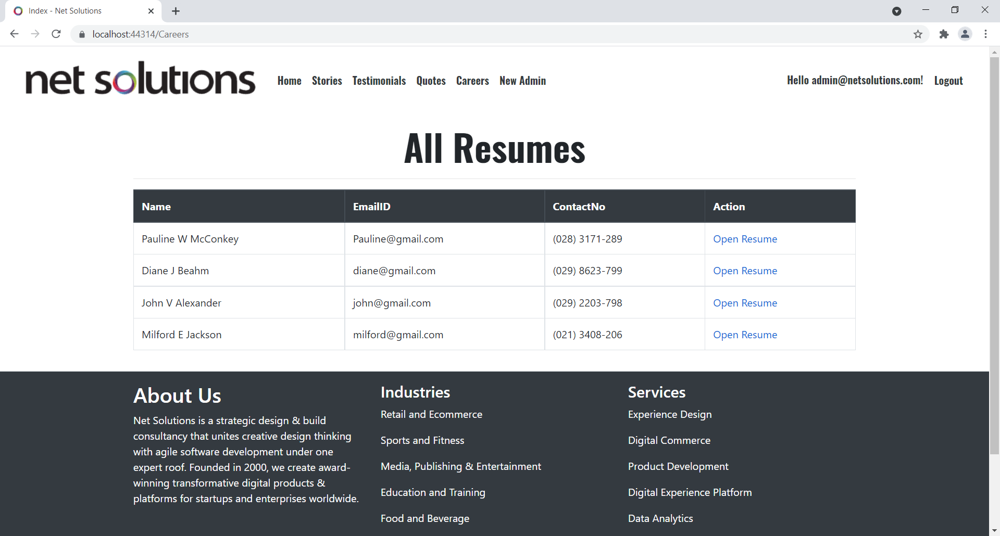 Index - Net Solutions
localhost:44314/Careers
net solutions
Home Stories Testimonials Quotes Careers New Admin
Hello admin@netsolutions.com! Logout
All Resumes
Name EmailID ContactNo Action
Pauline W McConkey Pauline@gmail.com (028) 3171-289 Open Resume
Diane J Beahm diane@gmail.com (029) 8623-799 Open Resume
John V Alexander john@gmail.com (029) 2203-798 Open Resume
Milford E Jackson milford@gmail.com (021) 3408-206 Open Resume
About Us
Net Solutions is a strategic design & build
consultancy that unites creative design thinking
with agile software development under one
expert roof. Founded in 2000, we create award-
winning transformative digital products &
platforms for startups and enterprises worldwide.
Industries
Retail and Ecommerce
Sports and Fitness
Media, Publishing & Entertainment
Education and Training
Food and Beverage
Services
Experience Design
Digital Commerce
Product Development
Digital Experience Platform
Data Analytics